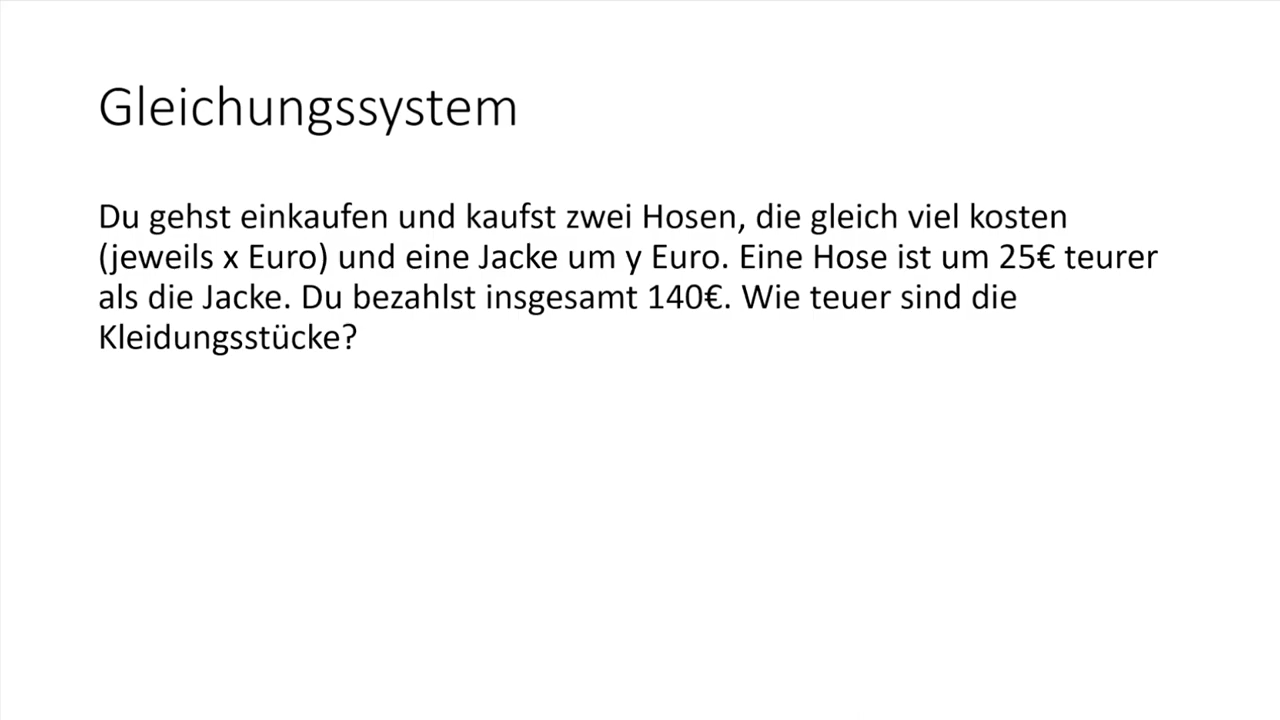 Gleichungssystem
Du gehst einkaufen und kaufst zwei Hosen, die gleich viel kosten
(jeweils x Euro) und eine Jacke um y Euro. Eine Hose ist um 25€ teurer
als die Jacke. Du bezahlst insgesamt 140€. Wie teuer sind die
Kleidungsstücke?